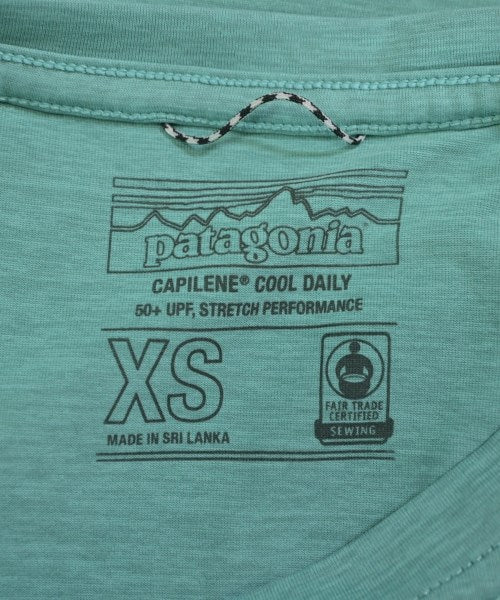 patagonia®
CAPILENE® COOL DAILY
50+ UPF, STRETCH PERFORMANCE
XS
MADE IN SRI LANKA
FAIR TRADE
CERTIFIED
SEWING